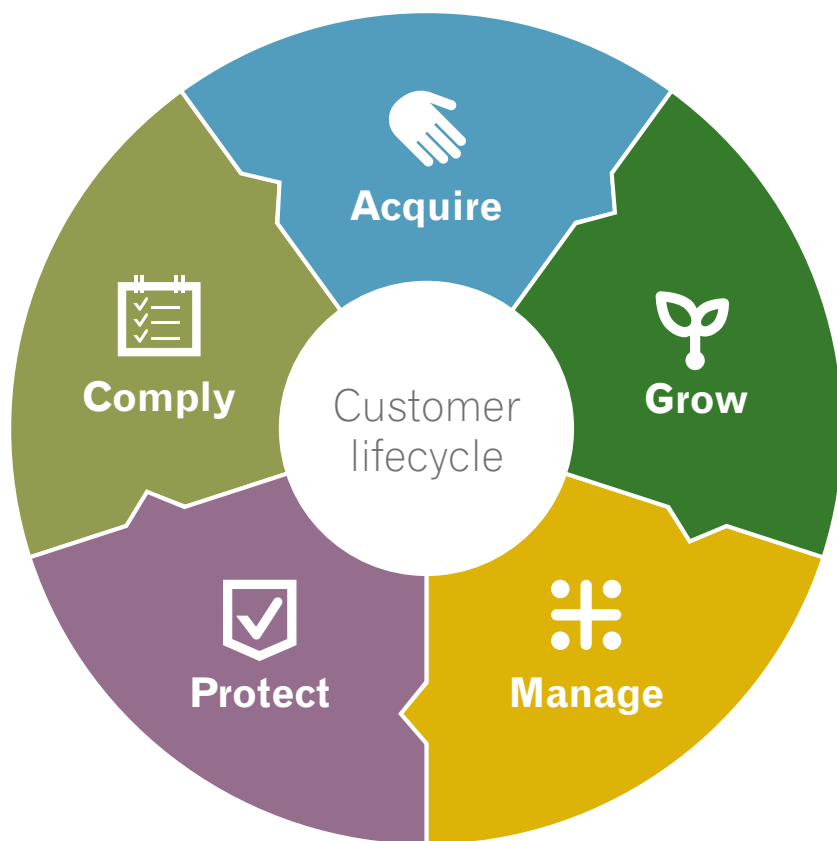 Acquire
Grow
Manage
Protect
Comply
Customer
lifecycle